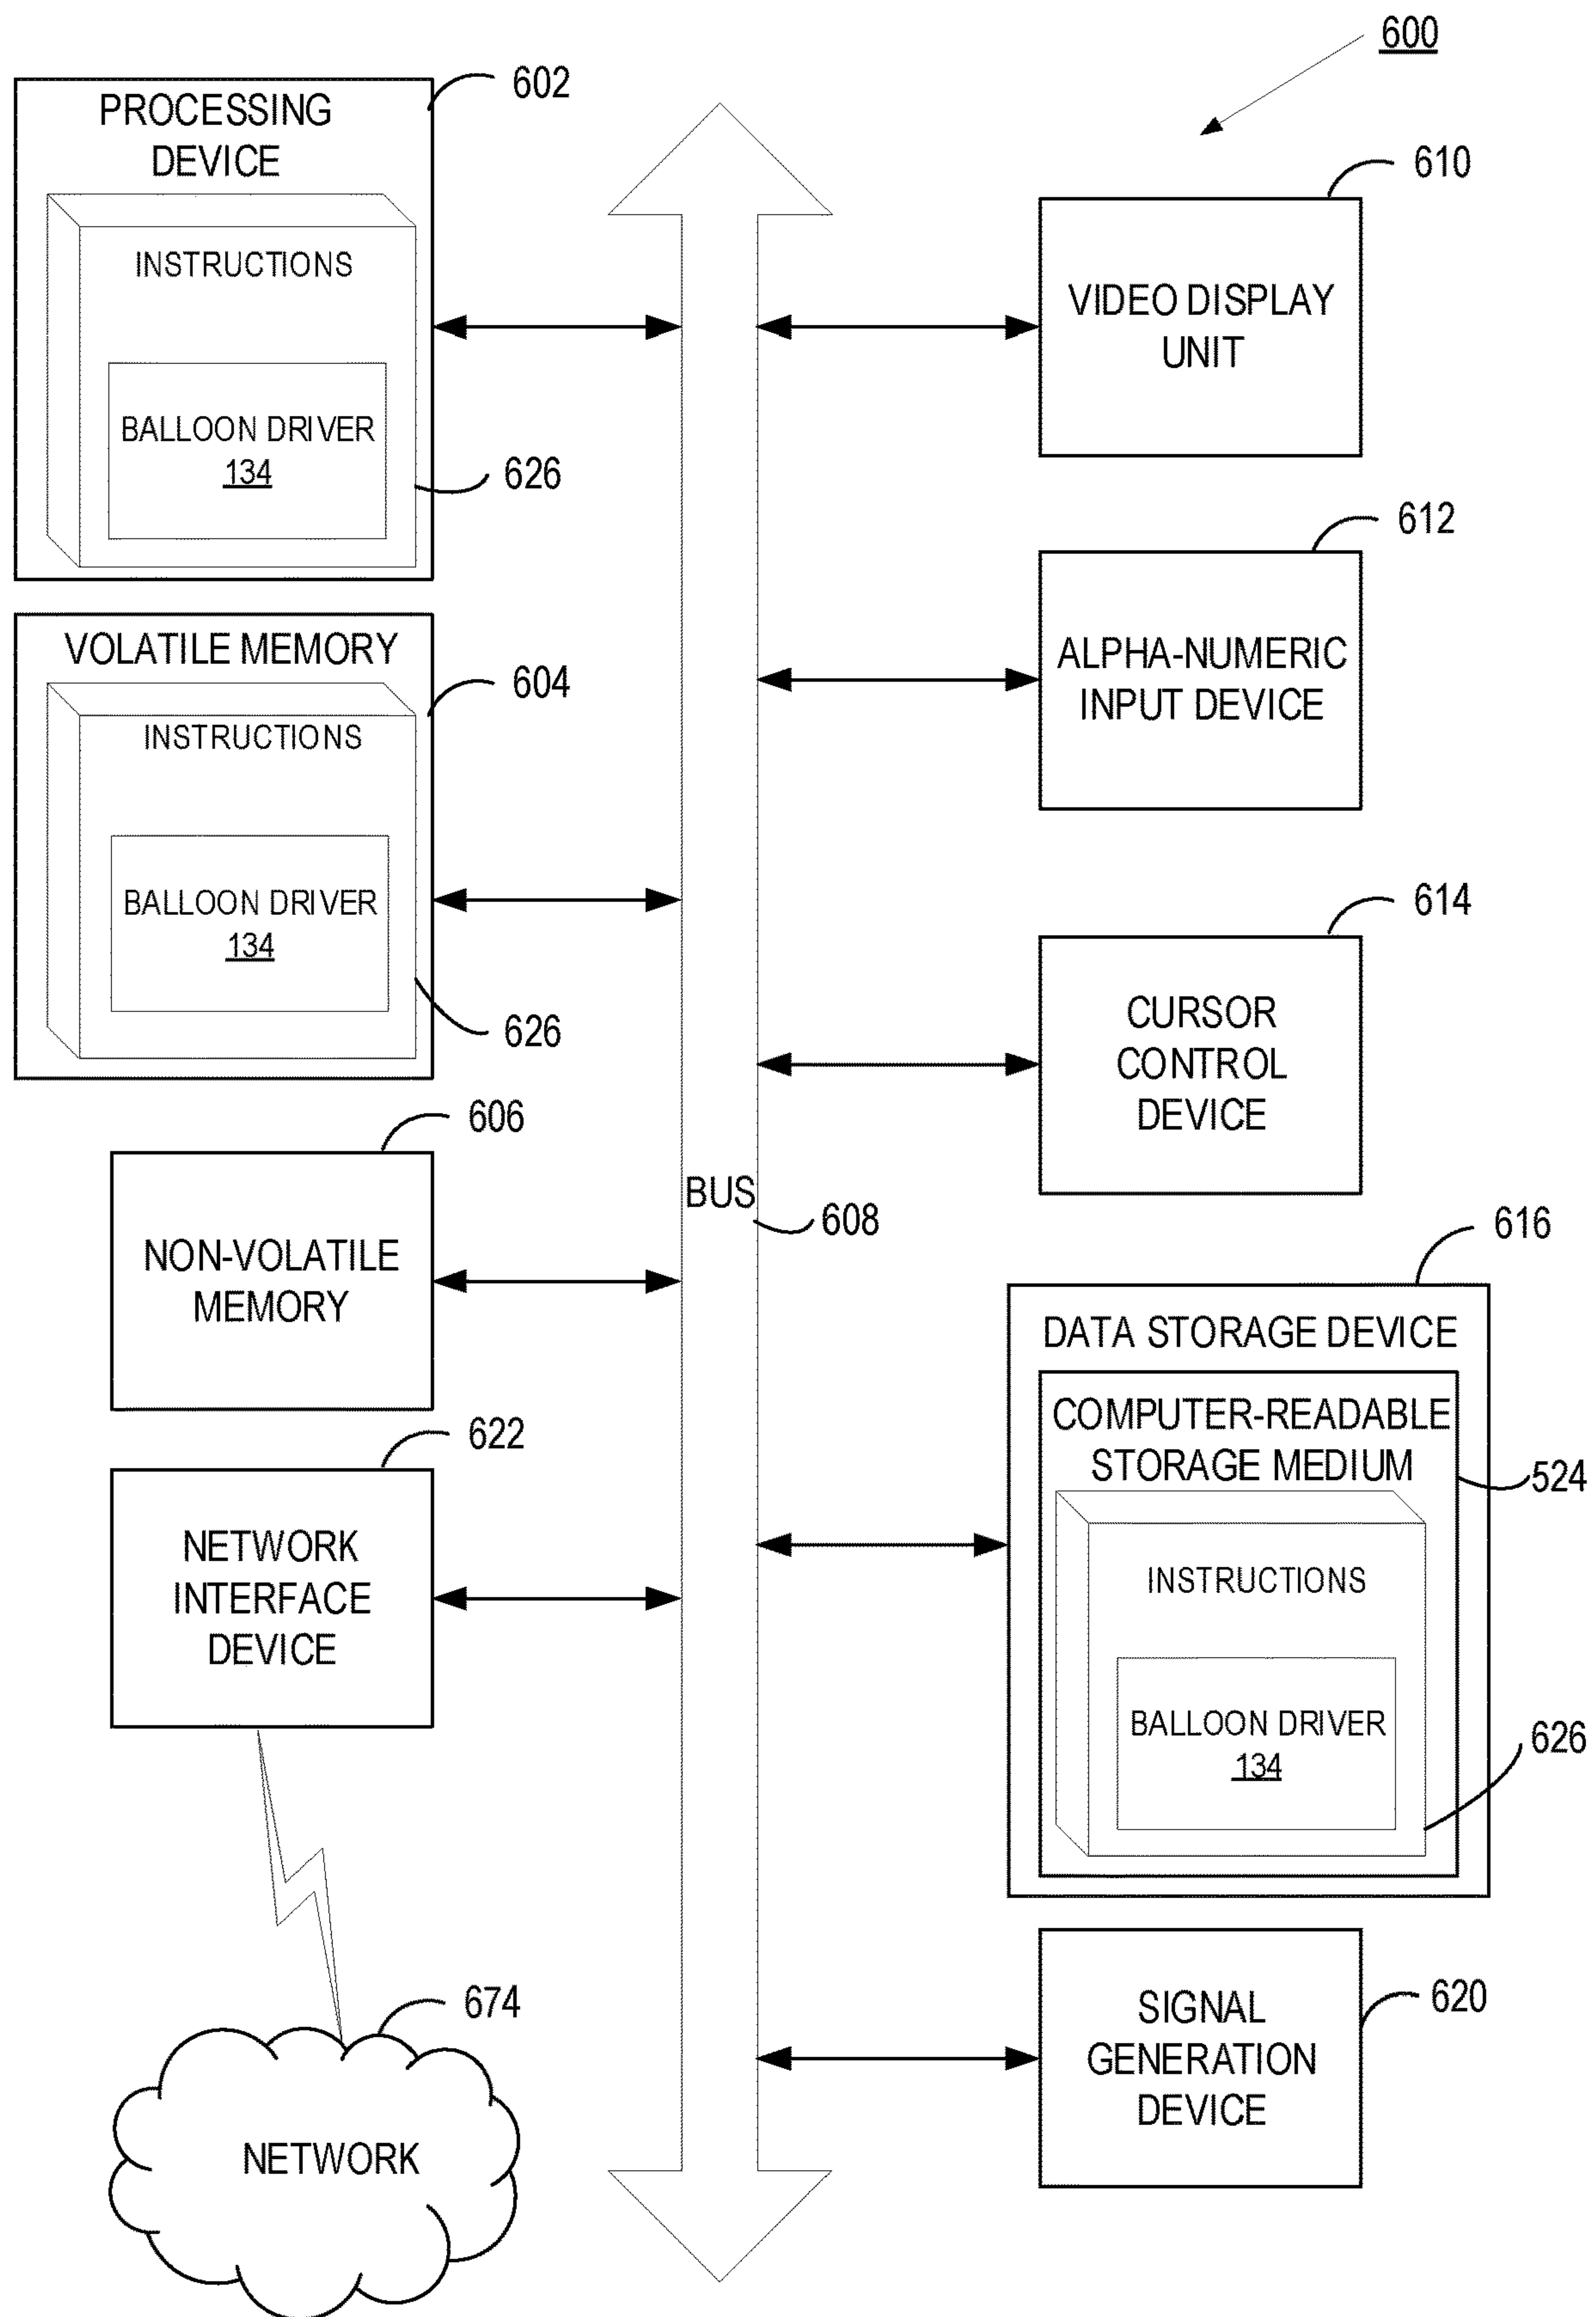 600
602
PROCESSING
DEVICE
INSTRUCTIONS
BALLOON DRIVER
134
626
VOLATILE MEMORY
604
INSTRUCTIONS
BALLOON DRIVER
134
626
606
NON-VOLATILE
MEMORY
622
NETWORK
INTERFACE
DEVICE
674
NETWORK
BUS
608
610
VIDEO DISPLAY
UNIT
612
ALPHA-NUMERIC
INPUT DEVICE
614
CURSOR
CONTROL
DEVICE
616
DATA STORAGE DEVICE
COMPUTER-READABLE
STORAGE MEDIUM
524
INSTRUCTIONS
BALLOON DRIVER
134
626
SIGNAL
GENERATION
DEVICE
620